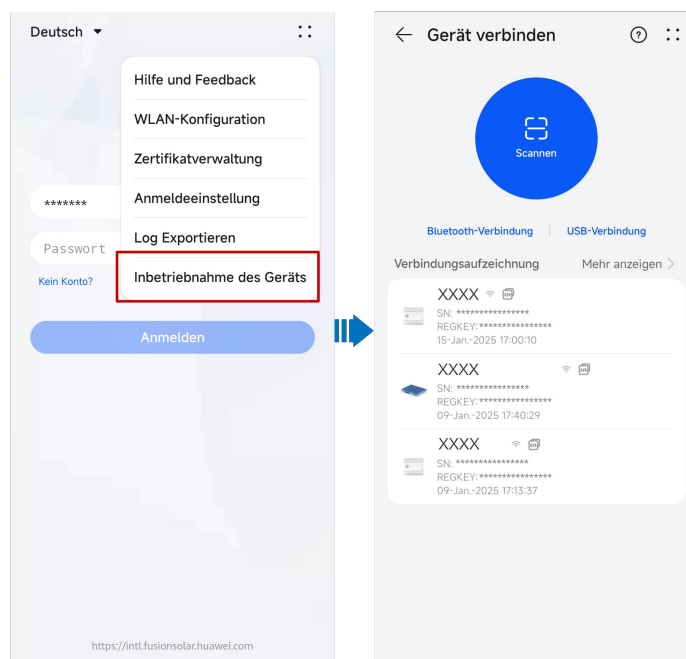 Deutsch
Hilfe und Feedback
WLAN-Konfiguration
Zertifikatverwaltung
Anmeldeeinstellung
*******
Log Exportieren
Passwort
Inbetriebnahme des Geräts
Kein Konto?
Anmelden
https://intl.fusionsolar.huawei.com
Gerät verbinden
Scannen
Bluetooth-Verbindung
USB-Verbindung
Verbindungsaufzeichnung
Mehr anzeigen
XXXX
SN: ****************
REGKEY:****************
15-Jan.-2025 17:00:10
XXXX
SN: ****************
REGKEY:****************
09-Jan.-2025 17:40:29
XXXX
SN: ****************
REGKEY:****************
09-Jan.-2025 17:13:37